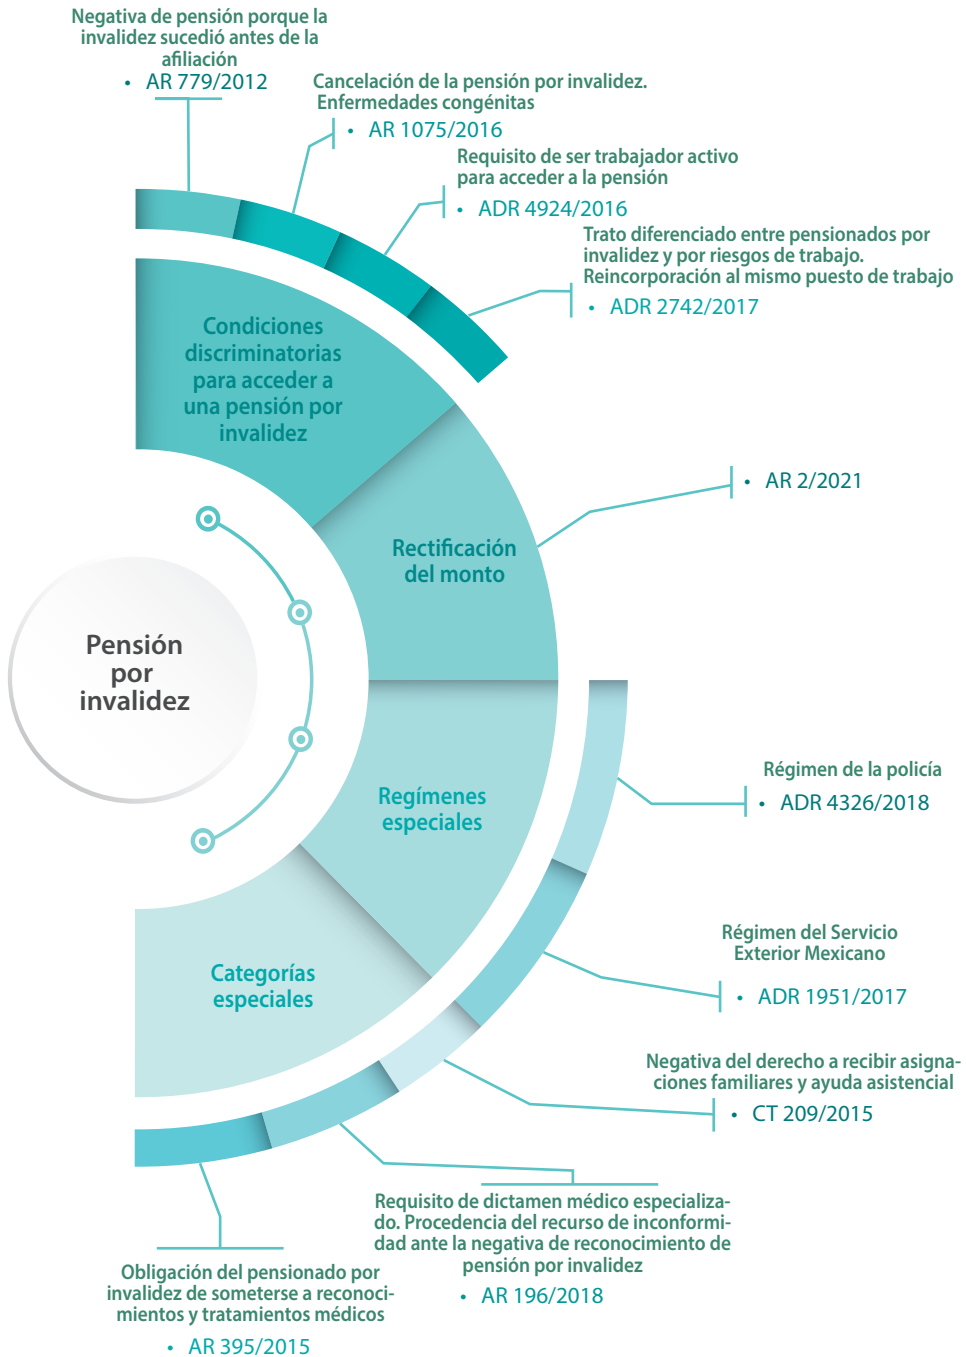 Negativa de pensión porque la
invalidez sucedió antes de la
afiliación
• AR 779/2012
Cancelación de la pensión por invalidez.
Enfermedades congénitas
• AR 1075/2016
Requisito de ser trabajador activo
para acceder a la pensión
• ADR 4924/2016
Trato diferenciado entre pensionados por
invalidez y por riesgos de trabajo.
Reincorporación al mismo puesto de trabajo
• ADR 2742/2017
Condiciones
discriminatorias
para acceder a
una pensión por
invalidez
• AR 2/2021
Rectificación
del monto
Pensión
por
invalidez
Regímenes
especiales
Régimen de la policía
• ADR 4326/2018
Régimen del Servicio
Exterior Mexicano
• ADR 1951/2017
Categorías
especiales
Negativa del derecho a recibir asigna-
ciones familiares y ayuda asistencial
• CT 209/2015
Requisito de dictamen médico especializa-
do. Procedencia del recurso de inconformi-
dad ante la negativa de reconocimiento de
pensión por invalidez
• AR 196/2018
Obligación del pensionado por
invalidez de someterse a reconoci-
mientos y tratamientos médicos
• AR 395/2015